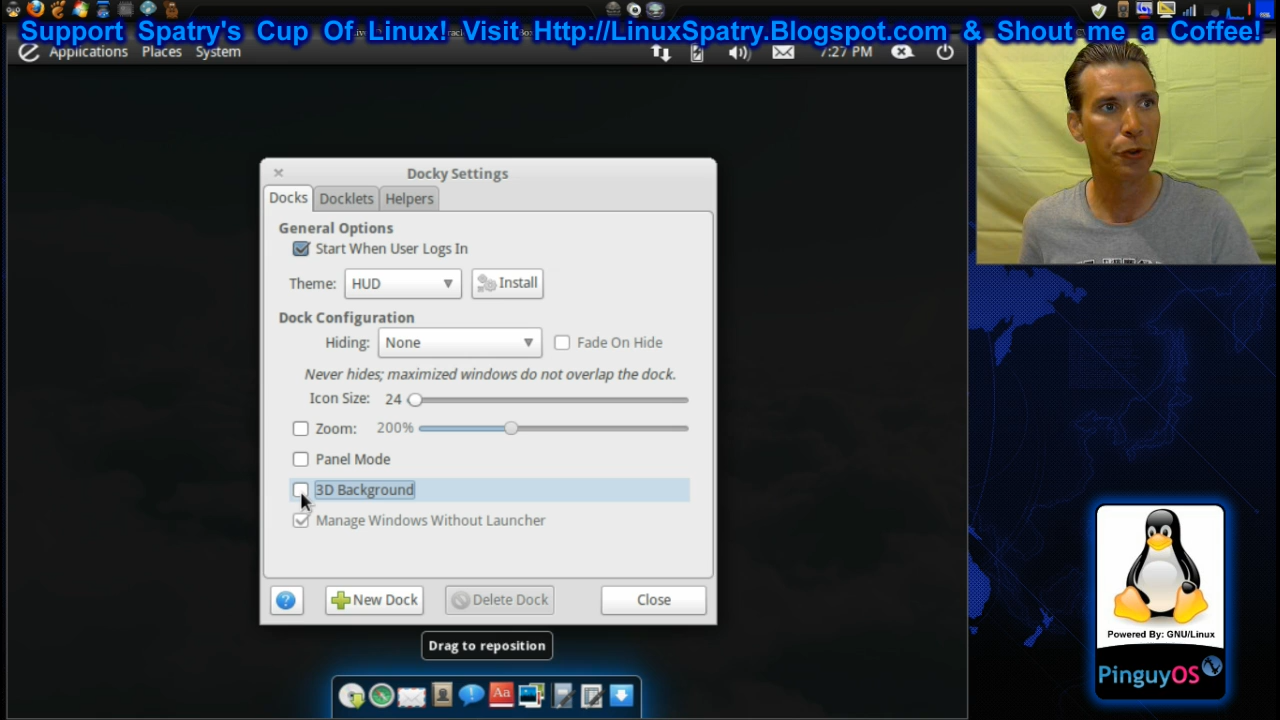 Support Spatry's Cup Of Linux! Visit Http://LinuxSpatry.Blogspot.com & Shout me a Coffee!
Applications Places System 7:27 PM
Docky Settings
Docks Docklets Helpers
General Options
Start When User Logs In
Theme: HUD Install
Dock Configuration
Hiding: None Fade On Hide
Never hides; maximized windows do not overlap the dock.
Icon Size: 24
Zoom: 200%
Panel Mode
3D Background
Manage Windows Without Launcher
? New Dock Delete Dock Close
Drag to reposition
Aa
Powered By: GNU/Linux
PinguyOS